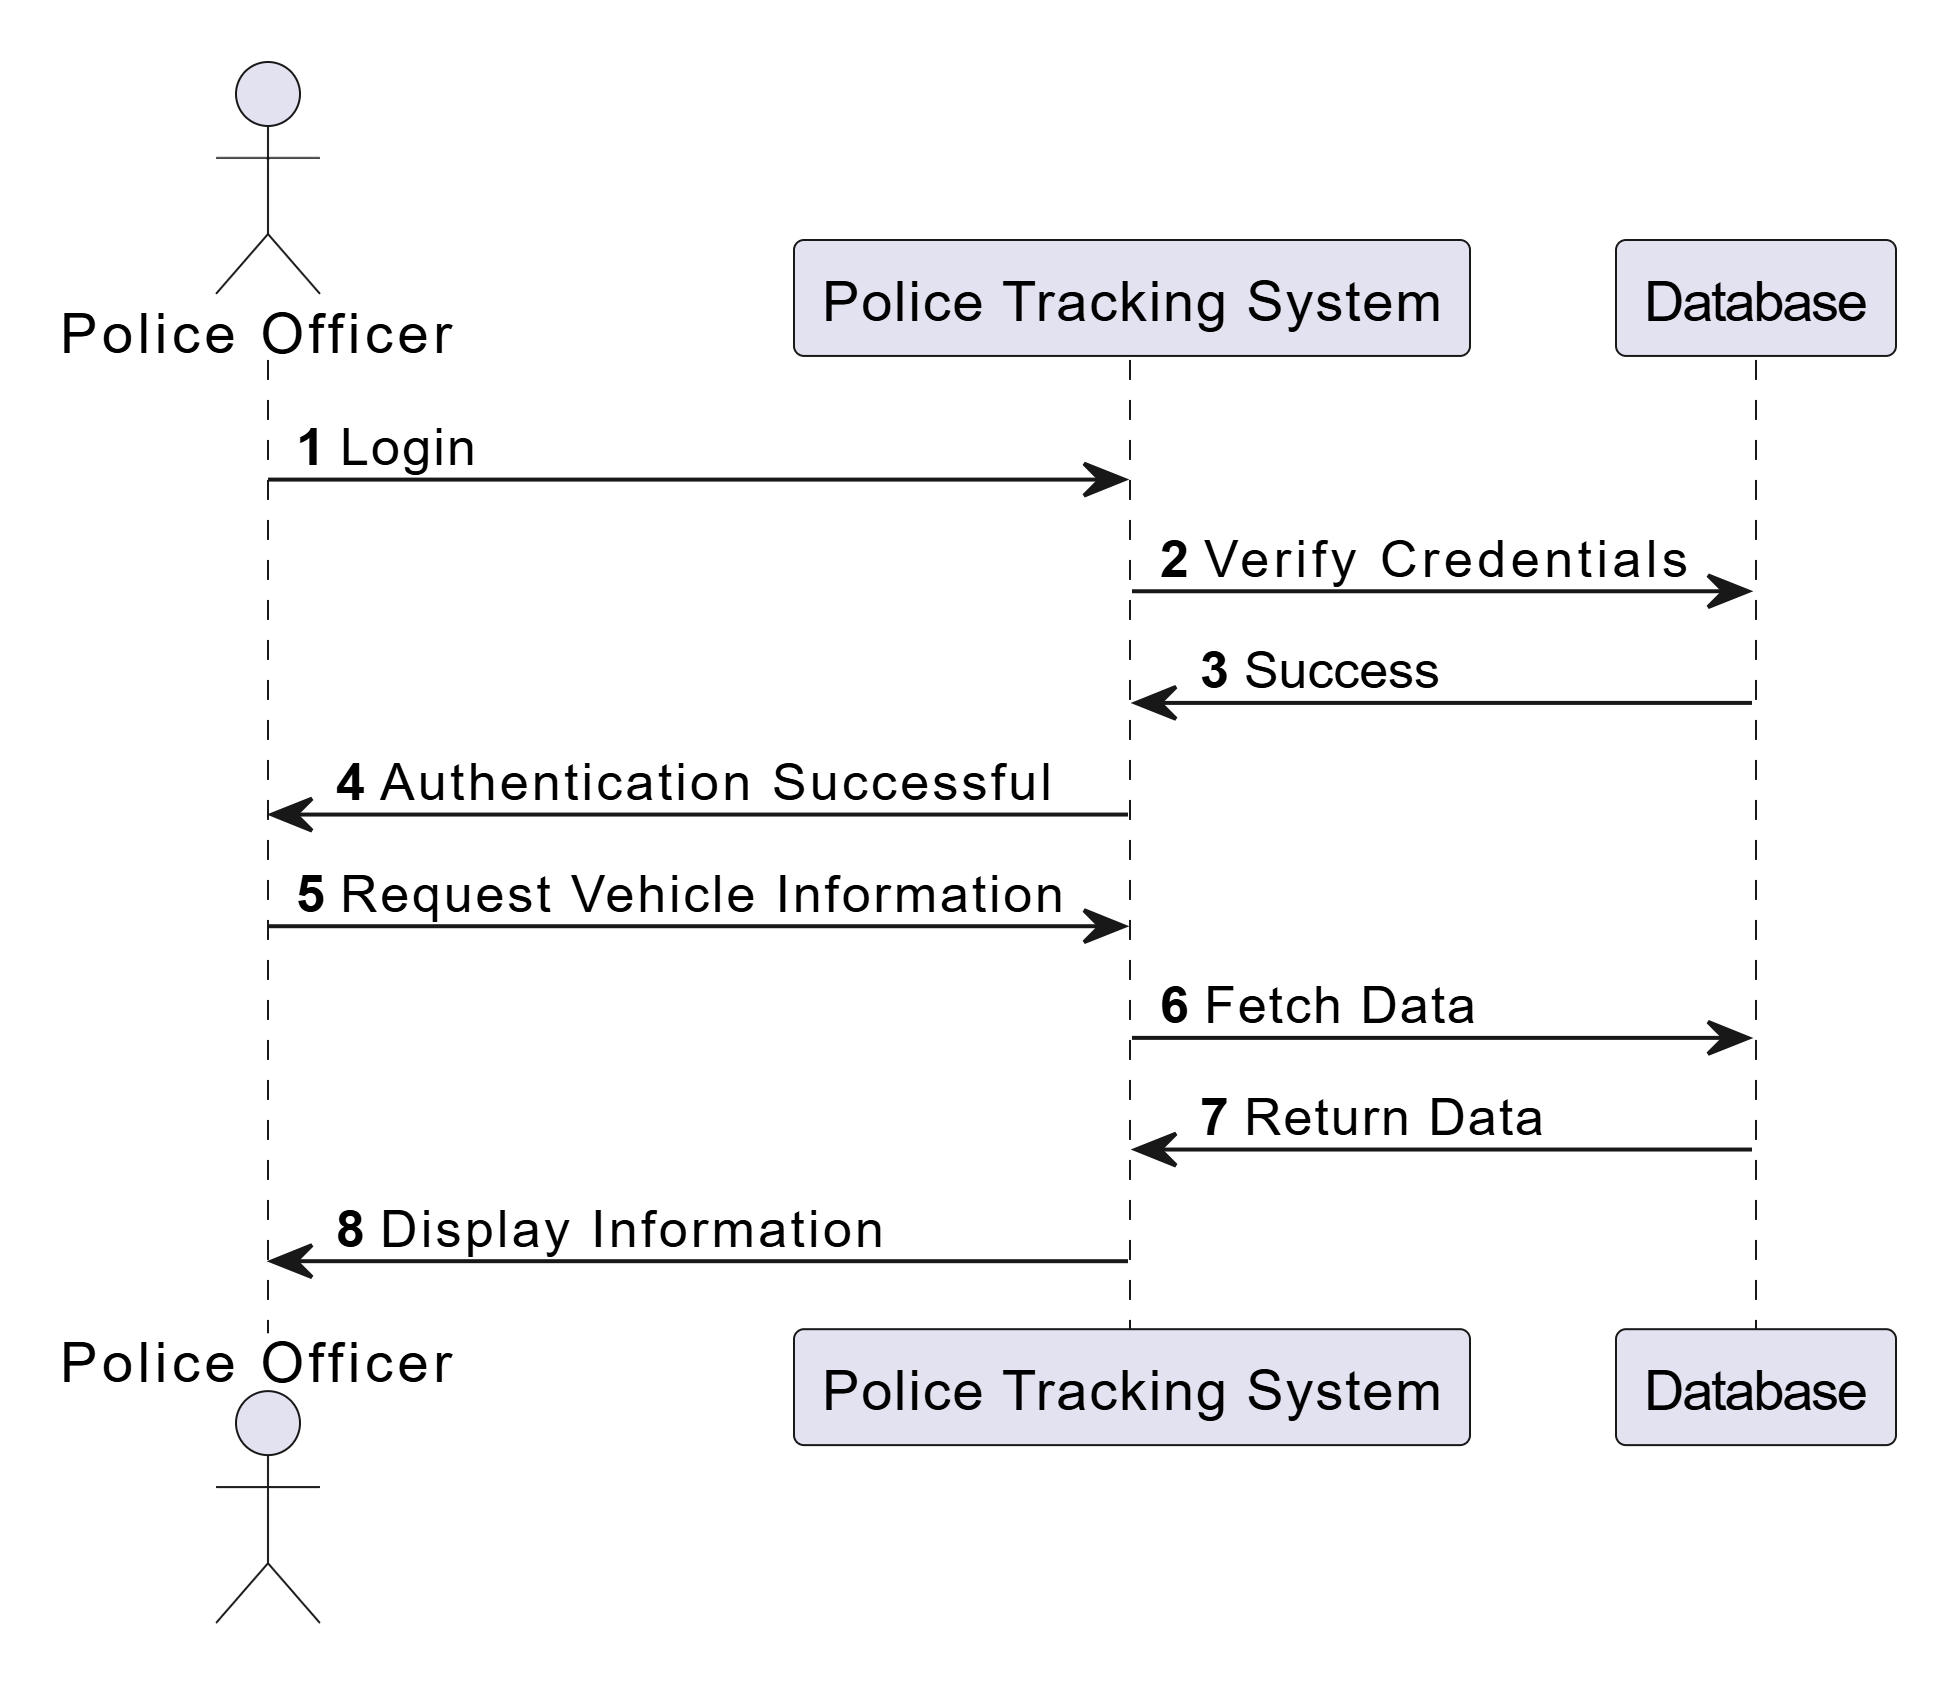 Police Officer
Police Tracking System
Database
1 Login
2 Verify Credentials
3 Success
4 Authentication Successful
5 Request Vehicle Information
6 Fetch Data
7 Return Data
8 Display Information
Police Officer
Police Tracking System
Database